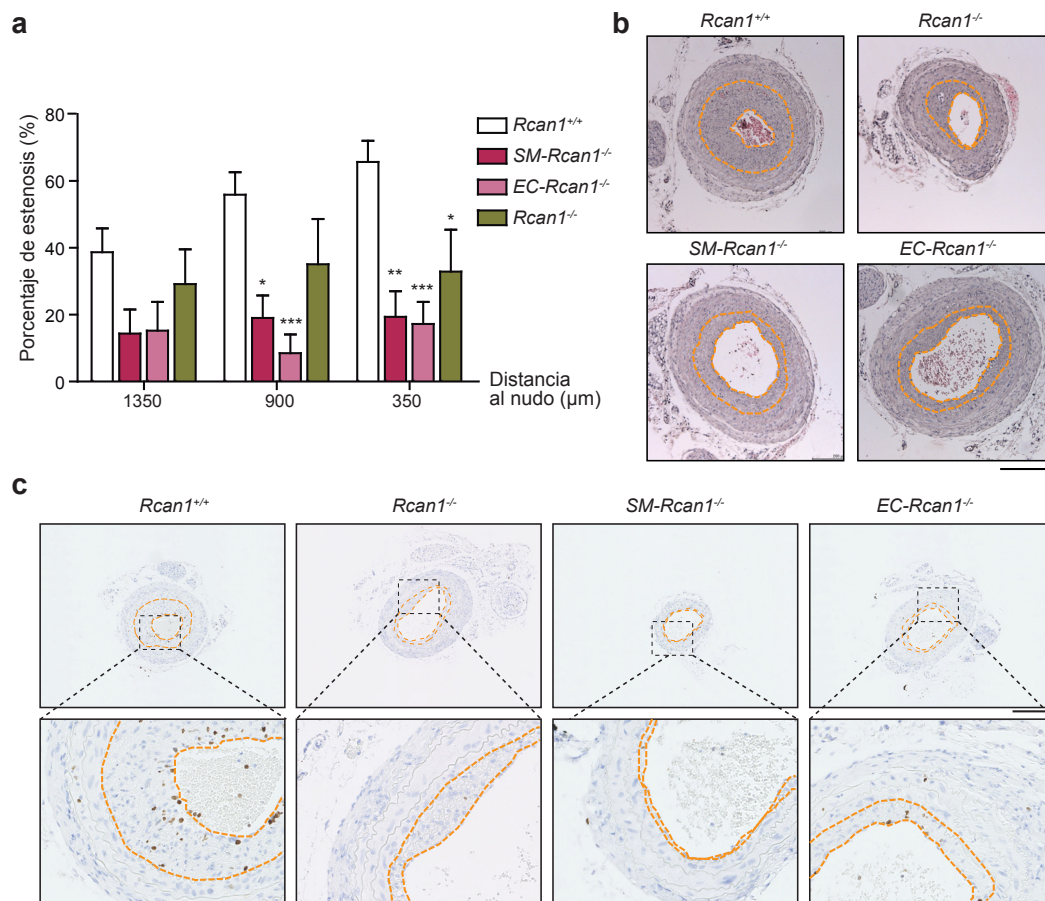 a
Porcentaje de estenosis (%)
80
60
40
20
0
*
***
**
***
*
1350
900
350
Distancia
al nudo (µm)
Rcan1+/+
SM-Rcan1-/-
EC-Rcan1-/-
Rcan1-/-
b
Rcan1+/+
Rcan1-/-
SM-Rcan1-/-
EC-Rcan1-/-
c
Rcan1+/+
Rcan1-/-
SM-Rcan1-/-
EC-Rcan1-/-